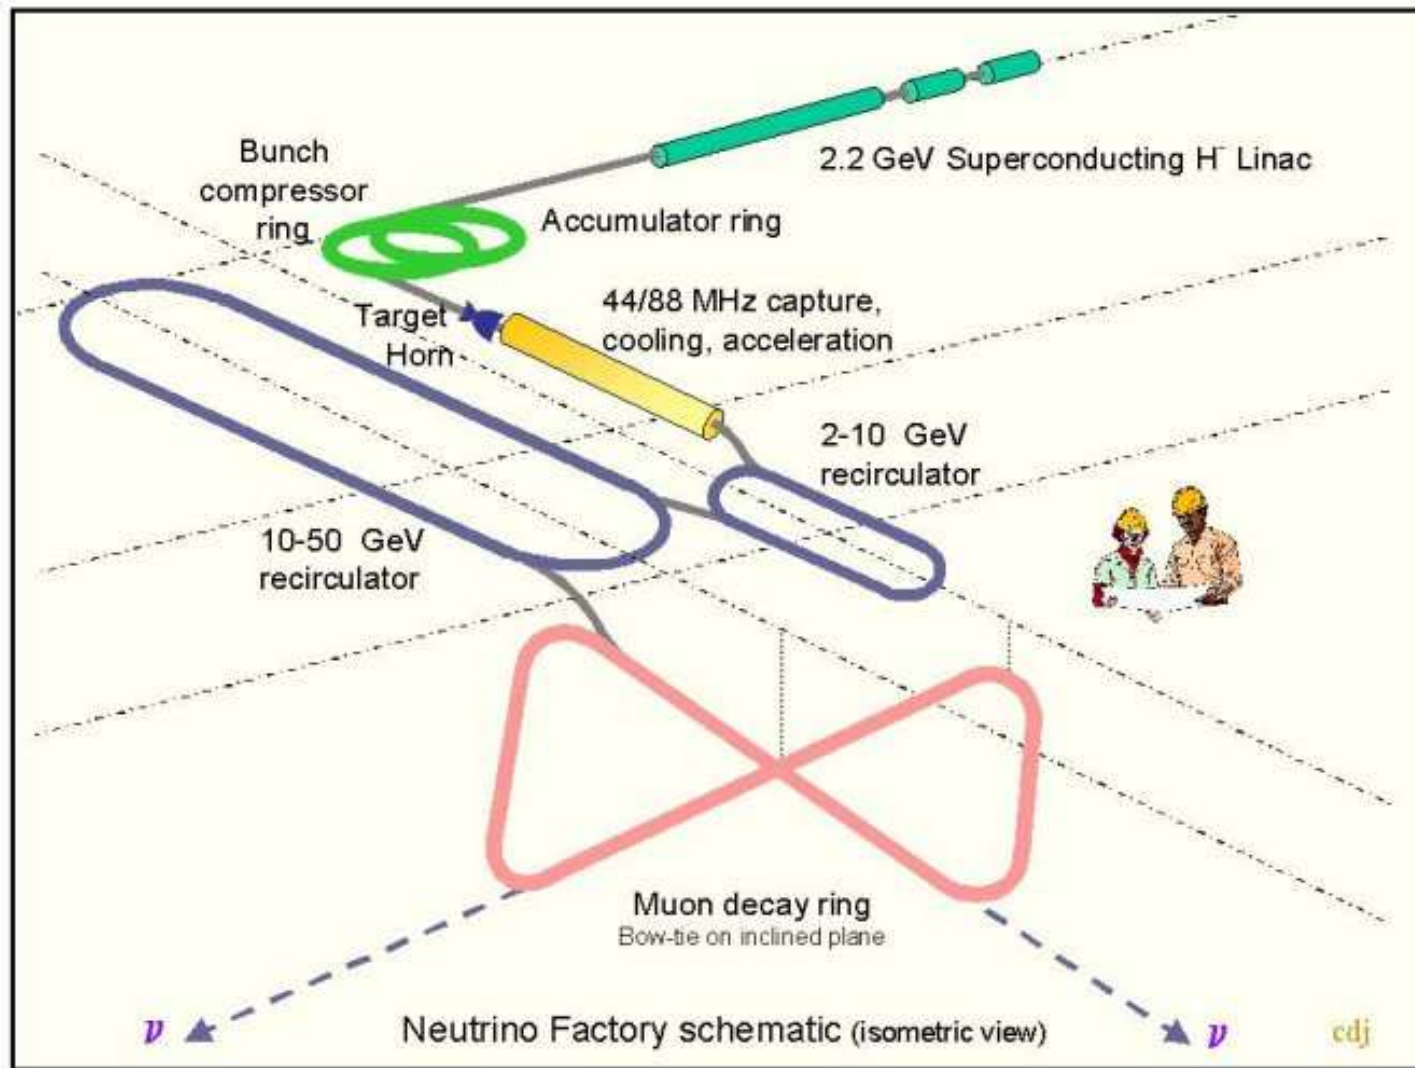 2.2 GeV Superconducting H⁻ Linac
Bunch
compressor
ring
Accumulator ring
Target
Horn
44/88 MHz capture,
cooling, acceleration
2-10 GeV
recirculator
10-50 GeV
recirculator
Muon decay ring
Bow-tie on inclined plane
ν
ν
Neutrino Factory schematic (isometric view)
cdj